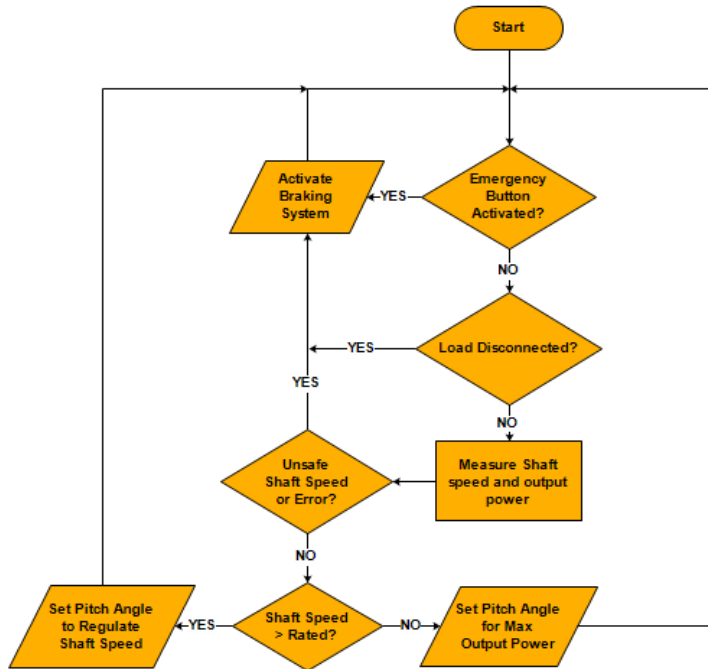 Start
Emergency
Button
Activated?
YES
Activate
Braking
System
NO
Load Disconnected?
YES
YES
NO
Measure Shaft
speed and output
power
Unsafe
Shaft Speed
or Error?
NO
Shaft Speed
> Rated?
YES
Set Pitch Angle
to Regulate
Shaft Speed
NO
Set Pitch Angle
for Max
Output Power